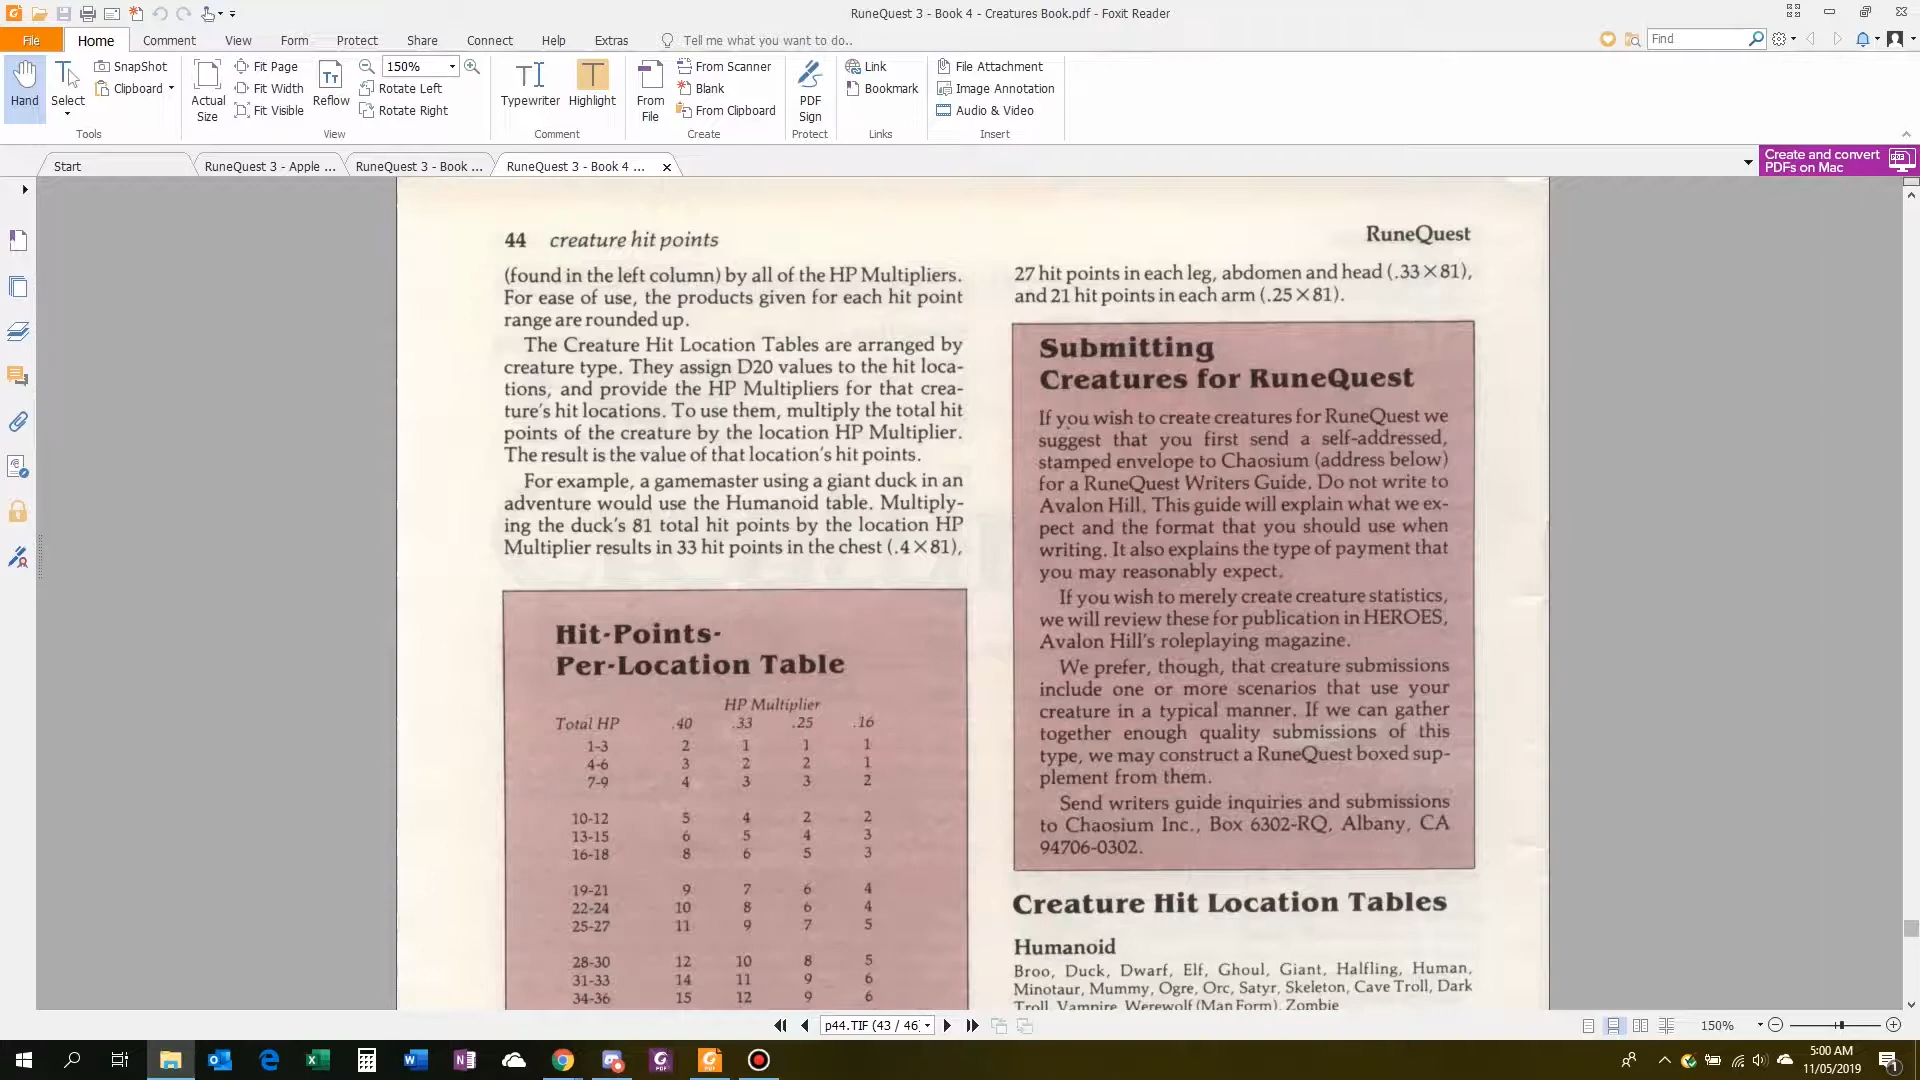 RuneQuest 3 - Book 4 - Creatures Book.pdf - Foxit Reader
File Home Comment View Form Protect Share Connect Help Extras Tell me what you want to do.. Find
Hand
Select
SnapShot
Clipboard
Tools
Actual Size
Fit Page
Fit Width
Fit Visible
Reflow
150%
Rotate Left
Rotate Right
View
Typewriter
Highlight
Comment
From File
From Scanner
Blank
From Clipboard
Create
PDF Sign
Protect
Link
Bookmark
Links
File Attachment
Image Annotation
Audio & Video
Insert
Start RuneQuest 3 - Apple ... RuneQuest 3 - Book ... RuneQuest 3 - Book 4 ...
Create and convert
PDFs on Mac
44 creature hit points
(found in the left column) by all of the HP Multipliers.
For ease of use, the products given for each hit point
range are rounded up.
The Creature Hit Location Tables are arranged by
creature type. They assign D20 values to the hit loca-
tions, and provide the HP Multipliers for that crea-
ture's hit locations. To use them, multiply the total hit
points of the creature by the location HP Multiplier.
The result is the value of that location's hit points.
For example, a gamemaster using a giant duck in an
adventure would use the Humanoid table. Multiply-
ing the duck's 81 total hit points by the location HP
Multiplier results in 33 hit points in the chest (.4×81),
Hit-Points-
Per-Location Table
HP Multiplier
Total HP .40 .33 .25 .16
1-3 2 1 1 1
4-6 3 2 2 1
7-9 4 3 3 2
10-12 5 4 2 2
13-15 6 5 4 3
16-18 8 6 5 3
19-21 9 7 6 4
22-24 10 8 6 4
25-27 11 9 7 5
28-30 12 10 8 5
31-33 14 11 9 6
34-36 15 12 9 6
RuneQuest
27 hit points in each leg, abdomen and head (.33×81),
and 21 hit points in each arm (.25×81).
Submitting
Creatures for RuneQuest
If you wish to create creatures for RuneQuest we
suggest that you first send a self-addressed,
stamped envelope to Chaosium (address below)
for a RuneQuest Writers Guide. Do not write to
Avalon Hill. This guide will explain what we ex-
pect and the format that you should use when
writing. It also explains the type of payment that
you may reasonably expect.
If you wish to merely create creature statistics,
we will review these for publication in HEROES,
Avalon Hill's roleplaying magazine.
We prefer, though, that creature submissions
include one or more scenarios that use your
creature in a typical manner. If we can gather
together enough quality submissions of this
type, we may construct a RuneQuest boxed sup-
plement from them.
Send writers guide inquiries and submissions
to Chaosium Inc., Box 6302-RQ, Albany, CA
94706-0302.
Creature Hit Location Tables
Humanoid
Broo, Duck, Dwarf, Elf, Ghoul, Giant, Halfling, Human,
Minotaur, Mummy, Ogre, Orc, Satyr, Skeleton, Cave Troll, Dark
Troll, Vampire, Werewolf (Man Form), Zombie
p44.TIF (43 / 46)
150%
5:00 AM
11/05/2019